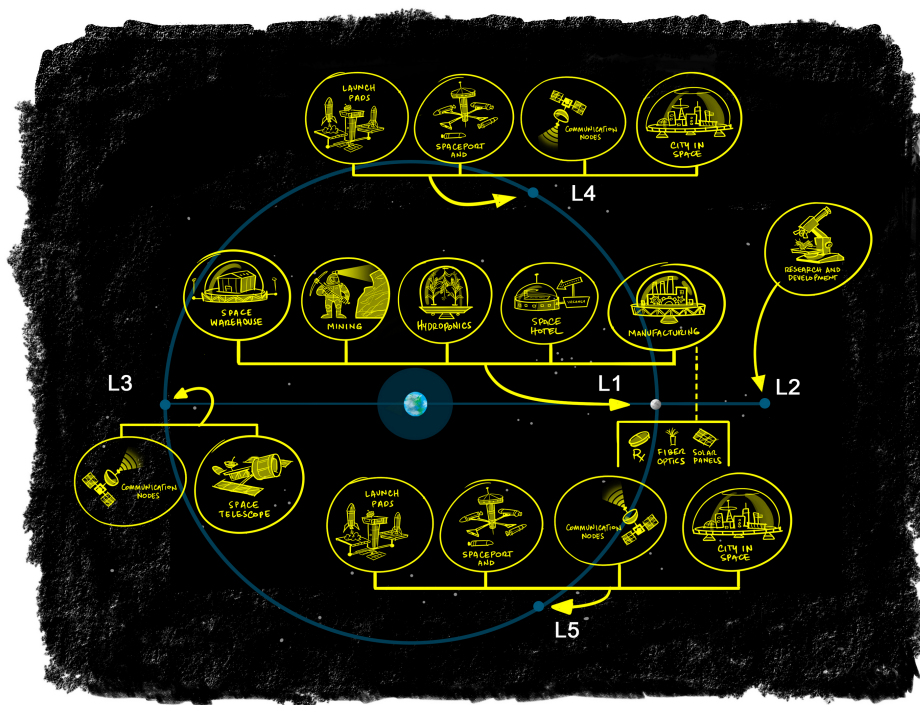 LAUNCH
PADS
SPACEPORT
AND
COMMUNICATION
NODES
CITY IN
SPACE
L4
RESEARCH AND
DEVELOPMENT
SPACE
WAREHOUSE
MINING
HYDROPONICS
SPACE
HOTEL
VACANCY
MANUFACTURING
L3
L1
L2
Rx
FIBER
OPTICS
SOLAR
PANELS
COMMUNICATION
NODES
SPACE
TELESCOPE
LAUNCH
PADS
SPACEPORT
AND
COMMUNICATION
NODES
CITY IN
SPACE
L5